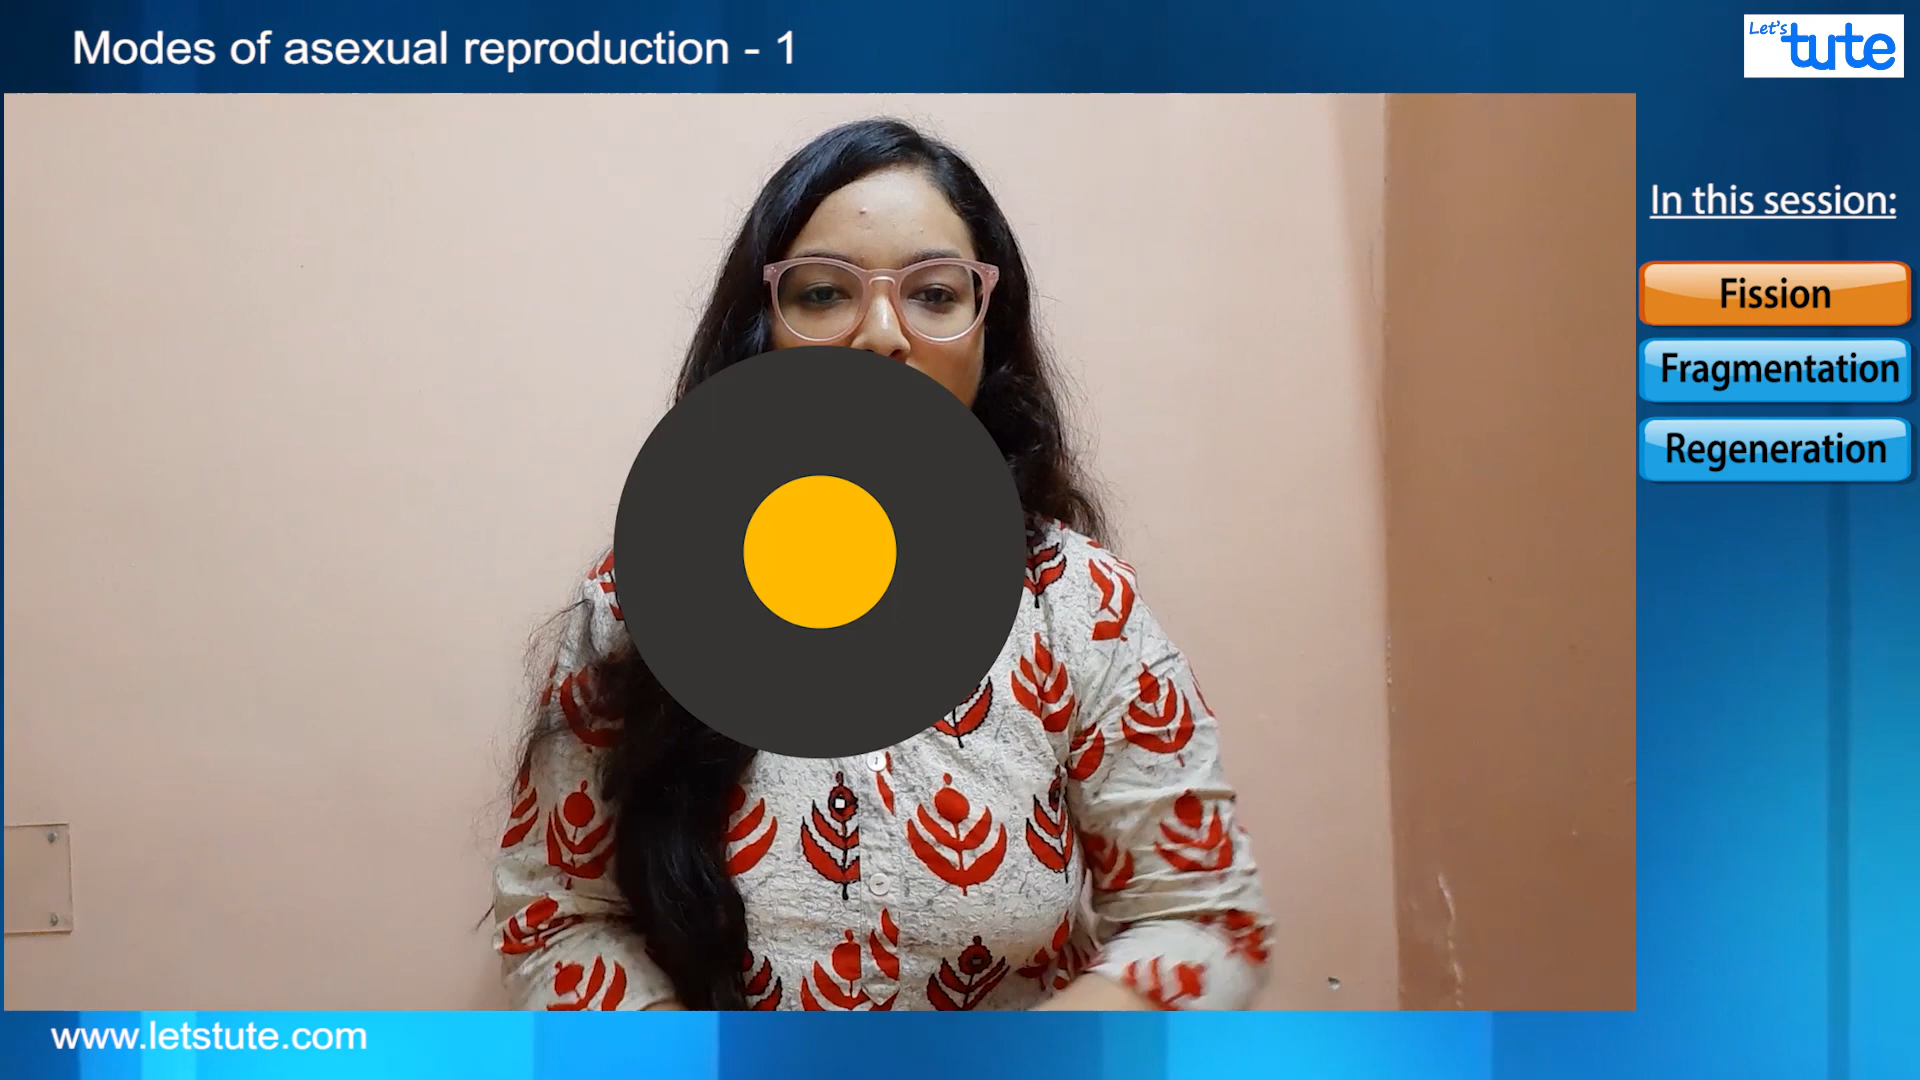 Modes of asexual reproduction - 1
Let's
tute
In this session:
Fission
Fragmentation
Regeneration
www.letstute.com